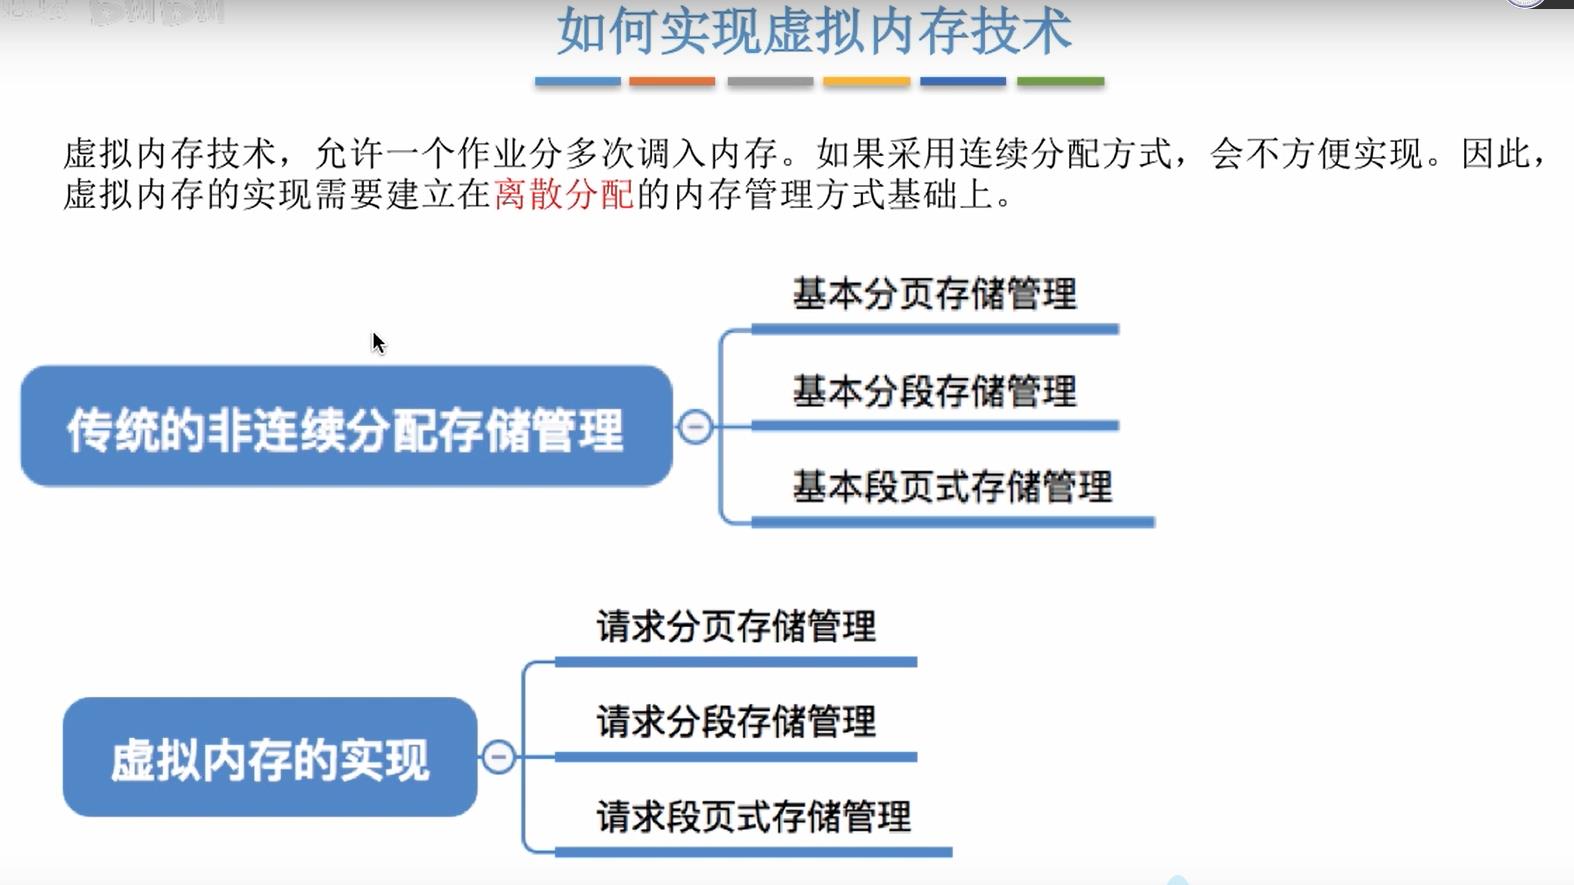 如何实现虚拟内存技术
虚拟内存技术，允许一个作业分多次调入内存。如果采用连续分配方式，会不方便实现。因此，
虚拟内存的实现需要建立在离散分配的内存管理方式基础上。
基本分页存储管理
基本分段存储管理
传统的非连续分配存储管理
基本段页式存储管理
请求分页存储管理
请求分段存储管理
虚拟内存的实现
请求段页式存储管理